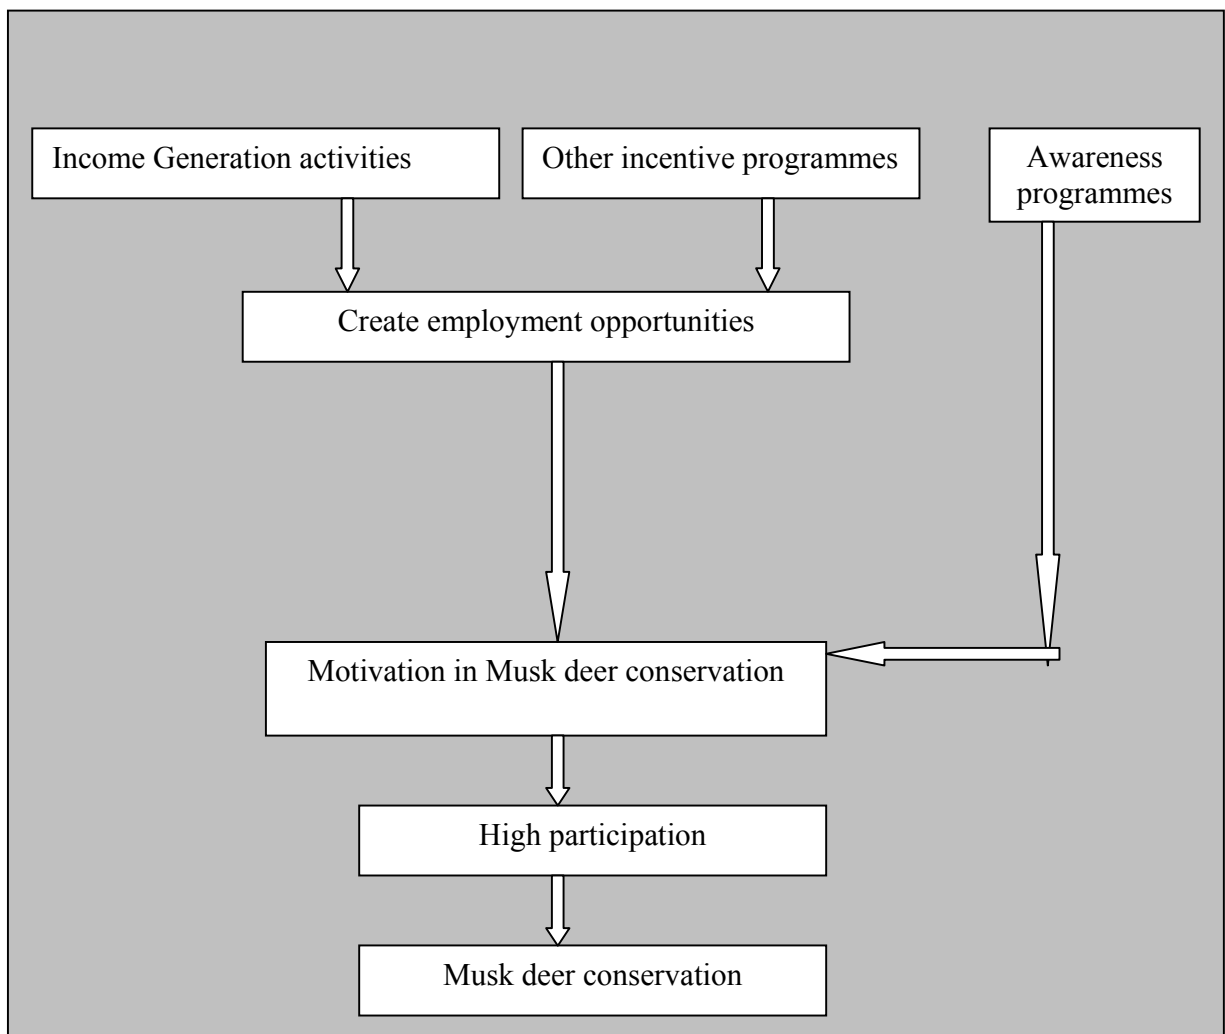 Income Generation activities
Other incentive programmes
Awareness
programmes
Create employment opportunities
Motivation in Musk deer conservation
High participation
Musk deer conservation